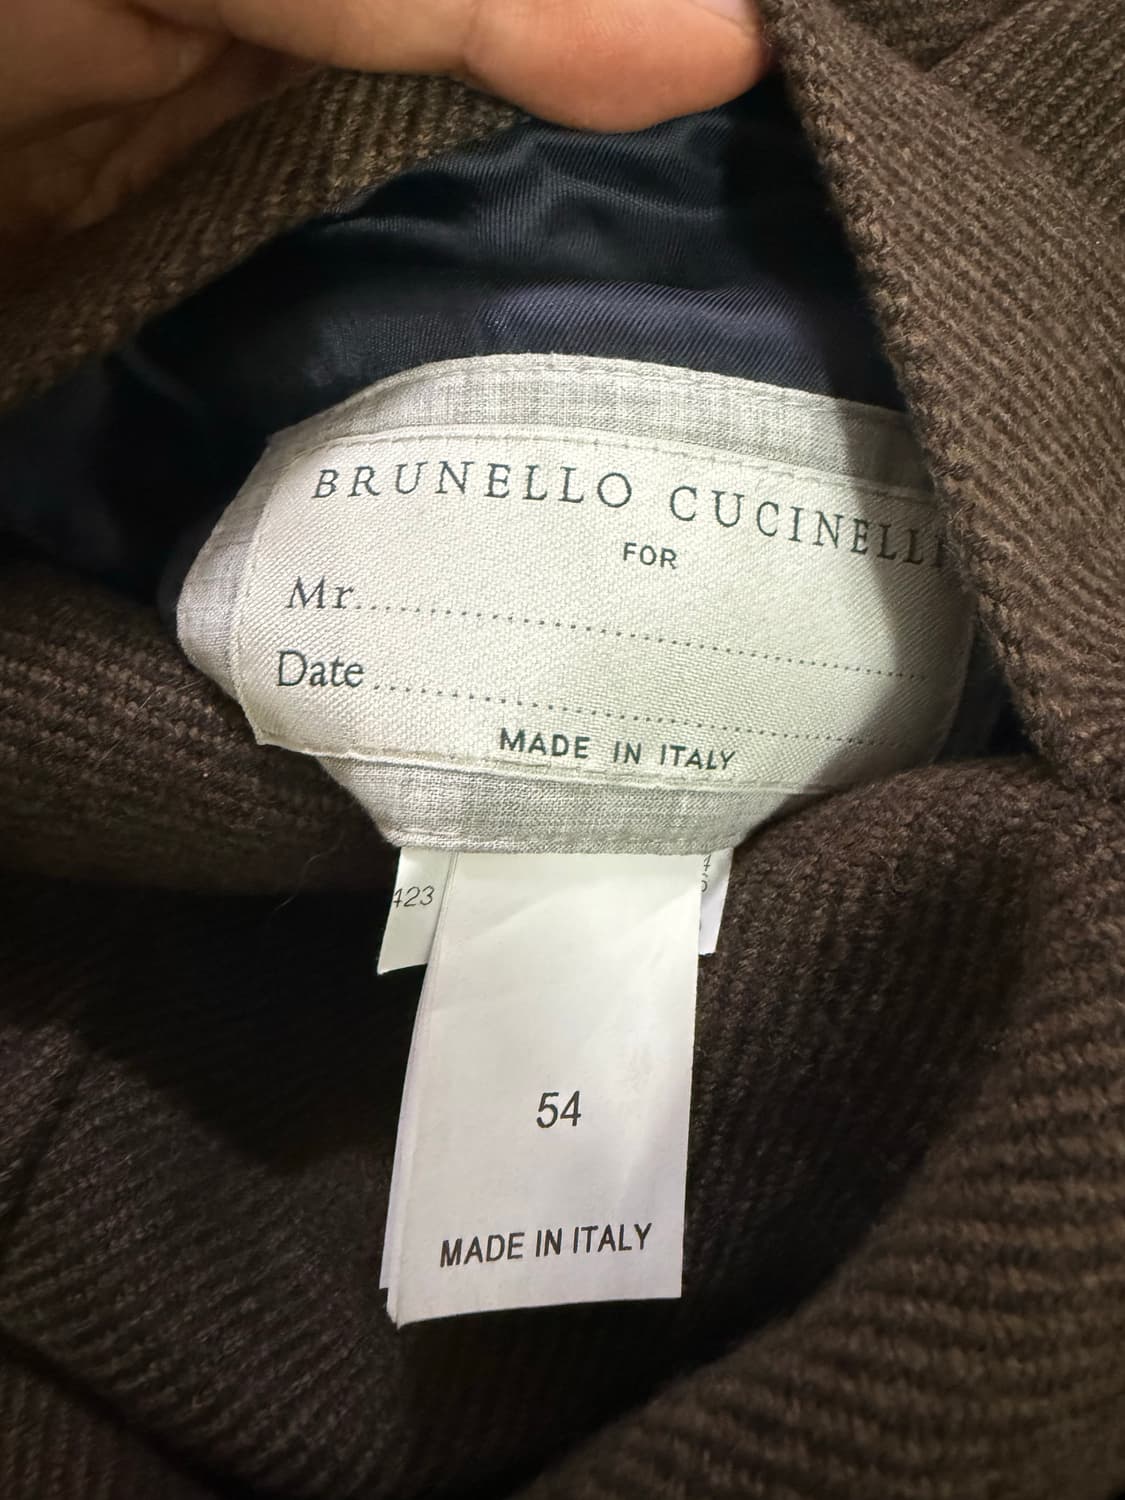 BRUNELLO CUCINELLI
FOR
Mr..............................
Date..............................
MADE IN ITALY
423
54
MADE IN ITALY